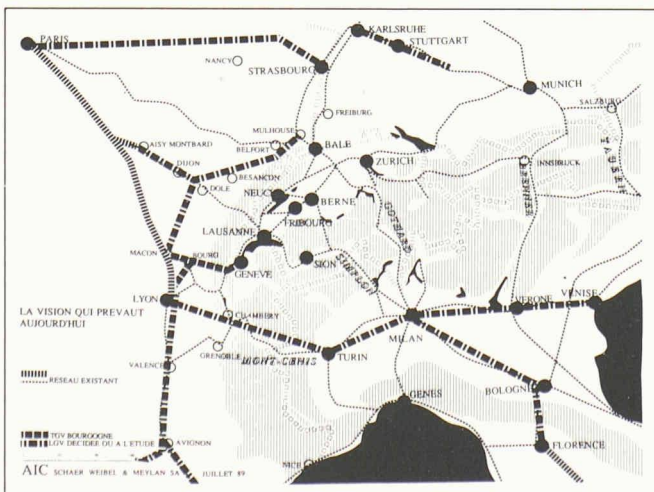 PARIS
KARLSRUHE
STUTTGART
NANCY
STRASBOURG
MUNICH
FREIBURG
SALZBURG
MULHOUSE
AISY MONTBARD
BELFORT
BALE
ZURICH
INNSBRUCK
TAUERN
DIJON
BESANCON
DOLE
NEUCH
BERNE
FRIBOURG
GOTHARD
LAUSANNE
SIMPLON
MACON
BOURG
GENEVE
SION
LYON
VERONE
VENISE
LA VISION QUI PREVAUT
AUJOURD'HUI
CHAMBERY
MILAN
GRENOBLE
MONT-CENIS
TURIN
VALENCE
RESEAU EXISTANT
GENES
BOLOGNE
TGV BOURGOGNE
LGV DECIDEE OU A L'ETUDE
AVIGNON
FLORENCE
NICE
AIC SCHAER WEIBEL & MEYLAN SA JUILLET 89